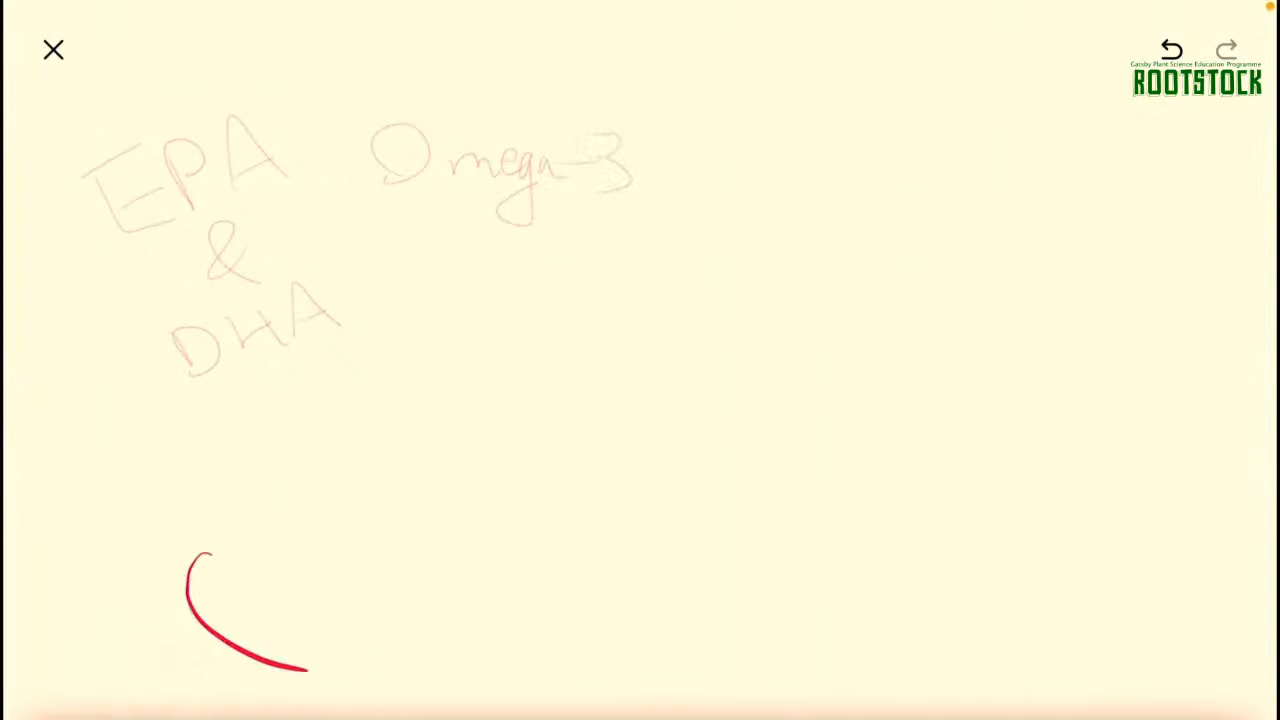 Gatsby Plant Science Education Programme
ROOTSTOCK
EPA Omega-3
&
DHA